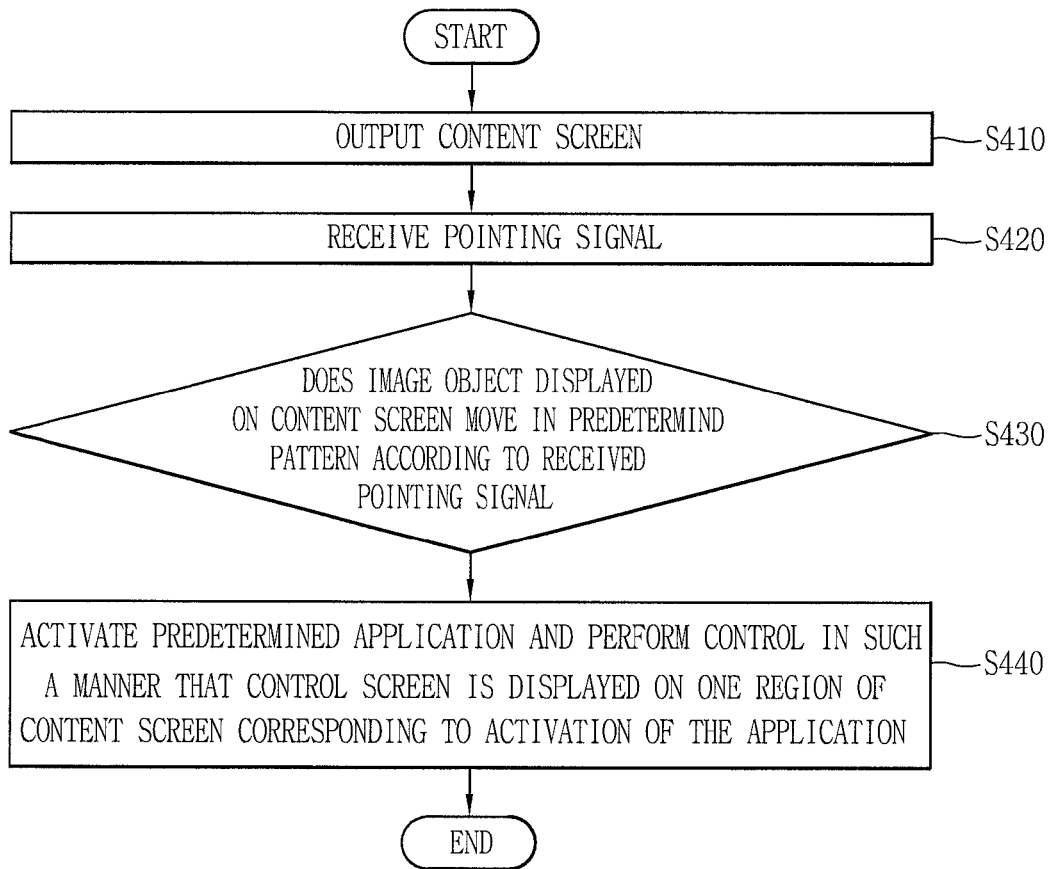 START
OUTPUT CONTENT SCREEN
S410
RECEIVE POINTING SIGNAL
S420
DOES IMAGE OBJECT DISPLAYED
ON CONTENT SCREEN MOVE IN PREDETERMIND
PATTERN ACCORDING TO RECEIVED
POINTING SIGNAL
S430
ACTIVATE PREDETERMINED APPLICATION AND PERFORM CONTROL IN SUCH
A MANNER THAT CONTROL SCREEN IS DISPLAYED ON ONE REGION OF
CONTENT SCREEN CORRESPONDING TO ACTIVATION OF THE APPLICATION
S440
END